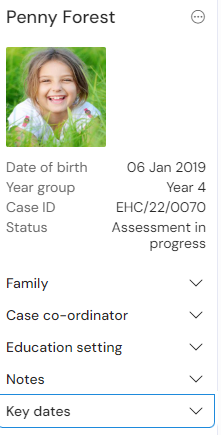 Penny Forest
Date of birth 06 Jan 2019
Year group Year 4
Case ID EHC/22/0070
Status Assessment in
progress
Family
Case co-ordinator
Education setting
Notes
Key dates